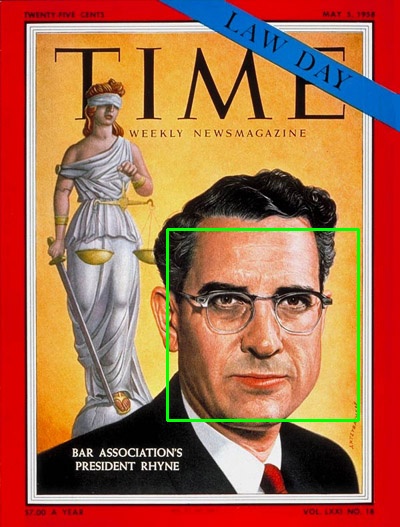 TWENTY-FIVE CENTS
MAY 5, 1958
LAW DAY
TIME
WEEKLY NEWSMAGAZINE
BAR ASSOCIATION'S
PRESIDENT RHYNE
$7.00 A YEAR
VOL. LXXI NO. 18